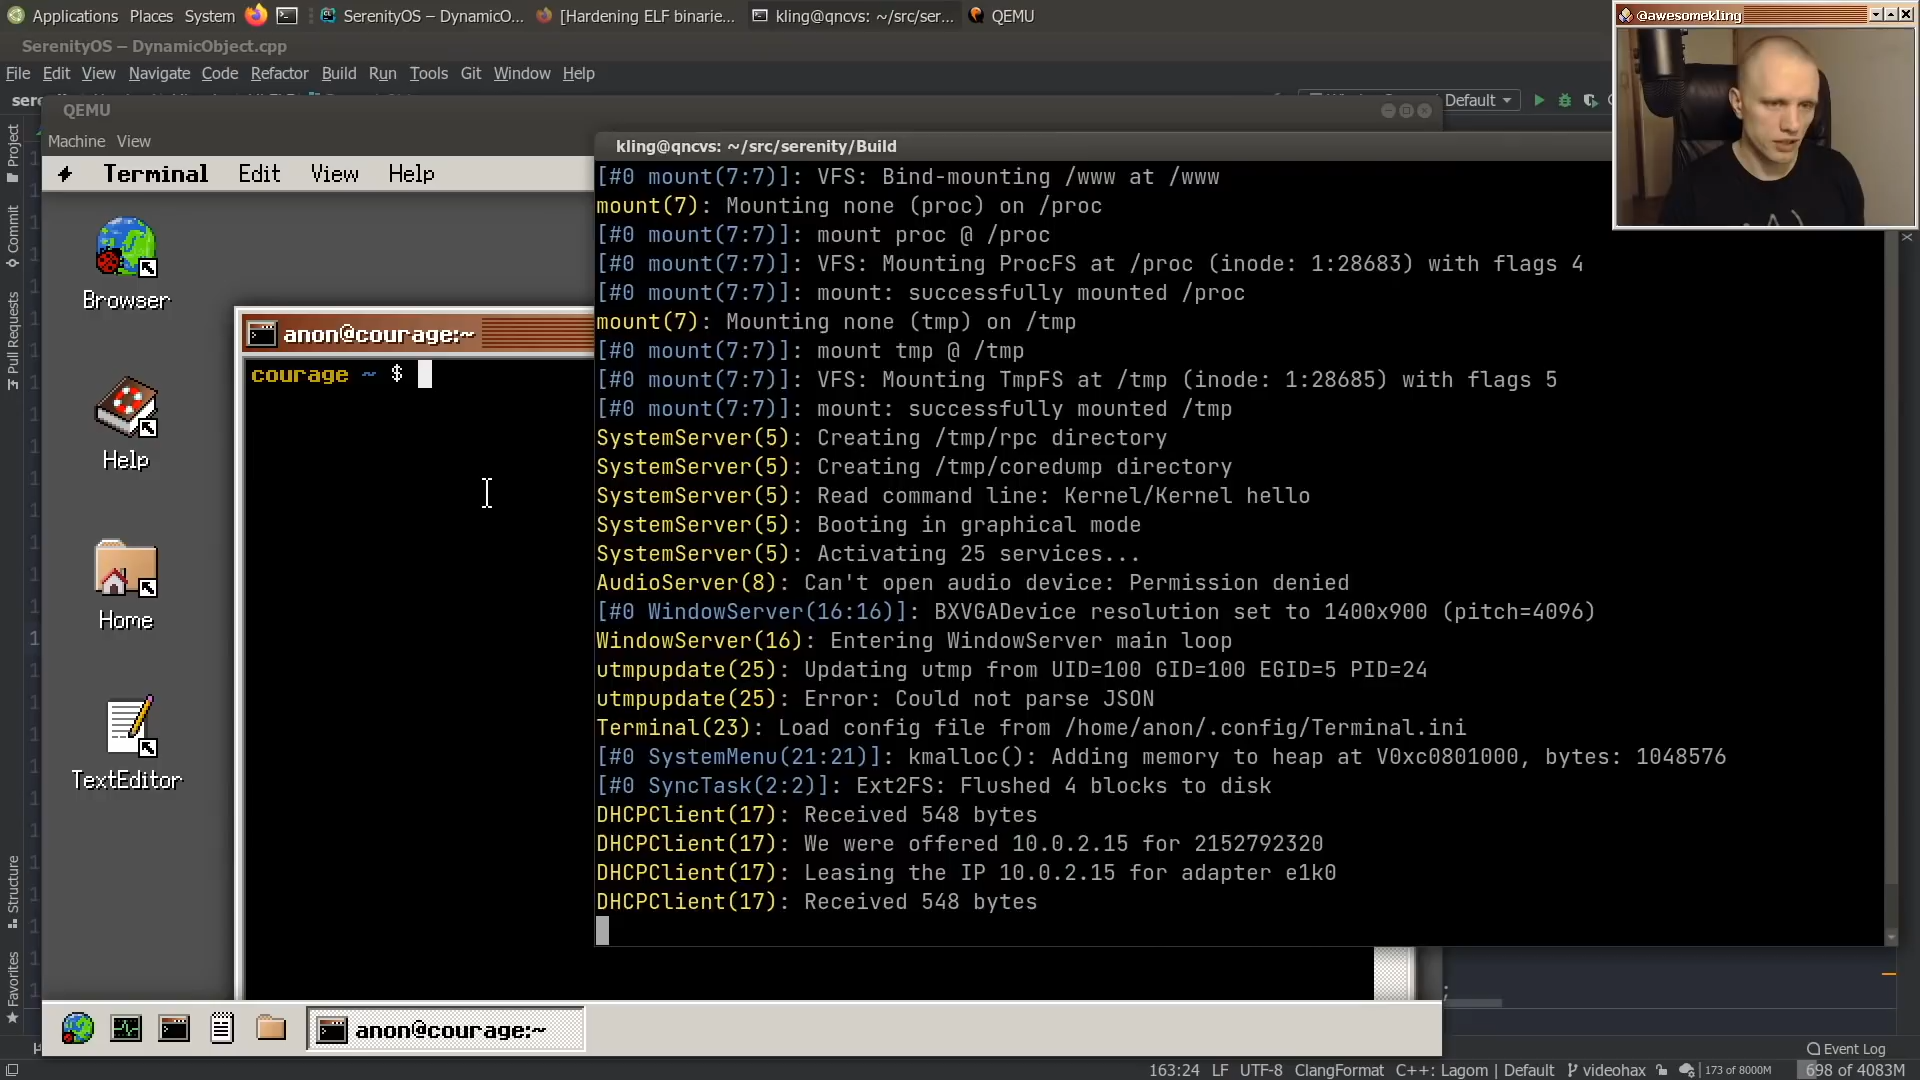 Applications Places System SerenityOS – DynamicO... [Hardening ELF binarie... kling@qncvs: ~/src/ser... QEMU
@awesomekling
SerenityOS – DynamicObject.cpp
File Edit View Navigate Code Refactor Build Run Tools Git Window Help
Default
QEMU
Machine View
Terminal Edit View Help
Browser
Help
Home
TextEditor
anon@courage:~
courage ~ $
kling@qncvs: ~/src/serenity/Build
[#0 mount(7:7)]: VFS: Bind-mounting /www at /www
mount(7): Mounting none (proc) on /proc
[#0 mount(7:7)]: mount proc @ /proc
[#0 mount(7:7)]: VFS: Mounting ProcFS at /proc (inode: 1:28683) with flags 4
[#0 mount(7:7)]: mount: successfully mounted /proc
mount(7): Mounting none (tmp) on /tmp
[#0 mount(7:7)]: mount tmp @ /tmp
[#0 mount(7:7)]: VFS: Mounting TmpFS at /tmp (inode: 1:28685) with flags 5
[#0 mount(7:7)]: mount: successfully mounted /tmp
SystemServer(5): Creating /tmp/rpc directory
SystemServer(5): Creating /tmp/coredump directory
SystemServer(5): Read command line: Kernel/Kernel hello
SystemServer(5): Booting in graphical mode
SystemServer(5): Activating 25 services...
AudioServer(8): Can't open audio device: Permission denied
[#0 WindowServer(16:16)]: BXVGADevice resolution set to 1400x900 (pitch=4096)
WindowServer(16): Entering WindowServer main loop
utmpupdate(25): Updating utmp from UID=100 GID=100 EGID=5 PID=24
utmpupdate(25): Error: Could not parse JSON
Terminal(23): Load config file from /home/anon/.config/Terminal.ini
[#0 SystemMenu(21:21)]: kmalloc(): Adding memory to heap at V0xc0801000, bytes: 1048576
[#0 SyncTask(2:2)]: Ext2FS: Flushed 4 blocks to disk
DHCPClient(17): Received 548 bytes
DHCPClient(17): We were offered 10.0.2.15 for 2152792320
DHCPClient(17): Leasing the IP 10.0.2.15 for adapter e1k0
DHCPClient(17): Received 548 bytes
Project
Commit
Pull Requests
Structure
Favorites
anon@courage:~
Event Log
163:24 LF UTF-8 ClangFormat C++: Lagom | Default videohax 173 of 8000M 698 of 4083M